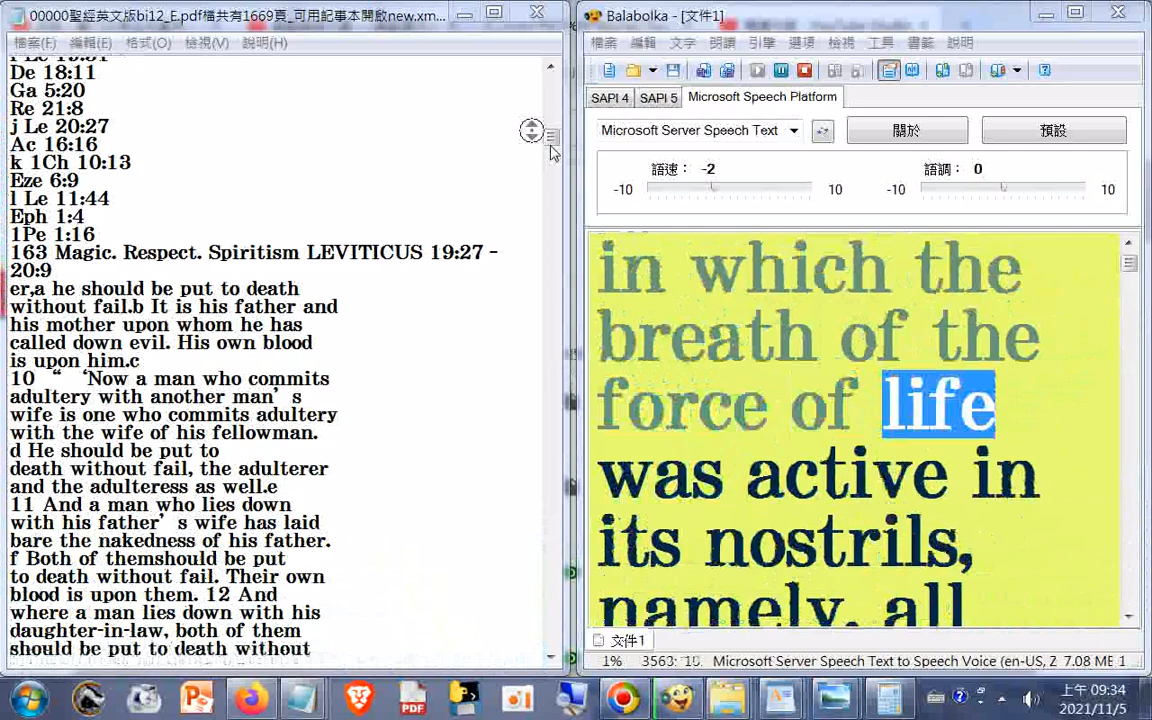 00000聖經英文版bi12_E.pdf檔共有1669頁_可用記事本開啟new.xm...
檔案(F) 編輯(E) 格式(O) 檢視(V) 說明(H)
De 18:11
Ga 5:20
Re 21:8
j Le 20:27
Ac 16:16
k 1Ch 10:13
Eze 6:9
l Le 11:44
Eph 1:4
1Pe 1:16
163 Magic. Respect. Spiritism LEVITICUS 19:27 -
20:9
er,a he should be put to death
without fail.b It is his father and
his mother upon whom he has
called down evil. His own blood
is upon him.c
10 “ ‘Now a man who commits
adultery with another man’s
wife is one who commits adultery
with the wife of his fellowman.
d He should be put to
death without fail, the adulterer
and the adulteress as well.e
11 And a man who lies down
with his father’s wife has laid
bare the nakedness of his father.
f Both of themshould be put
to death without fail. Their own
blood is upon them. 12 And
where a man lies down with his
daughter-in-law, both of them
should be put to death without
Balabolka - [文件1]
檔案 編輯 文字 朗讀 引擎 選項 檢視 工具 書籤 說明
SAPI 4 SAPI 5 Microsoft Speech Platform
Microsoft Server Speech Text 關於 預設
語速： -2 語調： 0
-10 10 -10 10
in which the
breath of the
force of life
was active in
its nostrils,
namely, all
文件1
1% 3563: 10. Microsoft Server Speech Text to Speech Voice (en-US, 2 7.08 ME 1
上午 09:34
2021/11/5